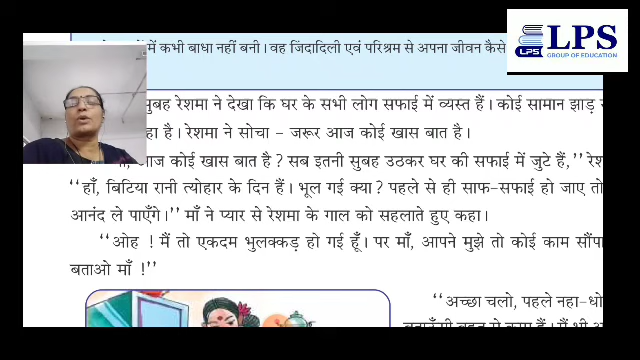 में कभी बाधा नहीं बनी। वह जिंदादिली एवं परिश्रम से अपना जीवन कैसे
LPS
LPS
GROUP OF EDUCATION
सुबह रेशमा ने देखा कि घर के सभी लोग सफाई में व्यस्त हैं। कोई सामान झाड़
है। रेशमा ने सोचा – जरूर आज कोई खास बात है।
आज कोई खास बात है? सब इतनी सुबह उठकर घर की सफाई में जुटे हैं,”
“हाँ, बिटिया रानी त्योहार के दिन हैं। भूल गई क्या? पहले से ही साफ-सफाई हो जाए तो
आनंद ले पाएँगे।” माँ ने प्यार से रेशमा के गाल को सहलाते हुए कहा।
“ओह ! मैं तो एकदम भुलक्कड़ हो गई हूँ। पर माँ, आपने मुझे तो कोई काम
बताओ माँ !”
“अच्छा चलो, पहले